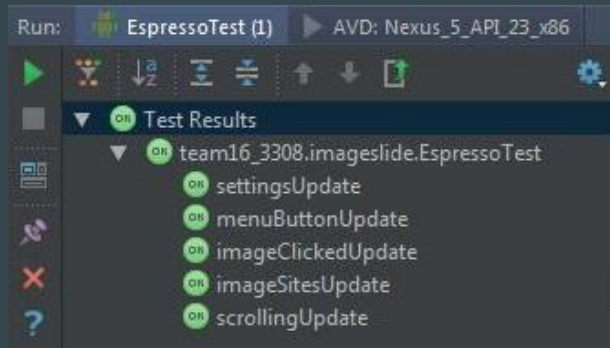 Run: EspressoTest (1) AVD: Nexus_5_API_23_x86
a z
OK Test Results
OK team16_3308.imageslide.EspressoTest
OK settingsUpdate
OK menuButtonUpdate
OK imageClickedUpdate
OK imageSitesUpdate
OK scrollingUpdate
?